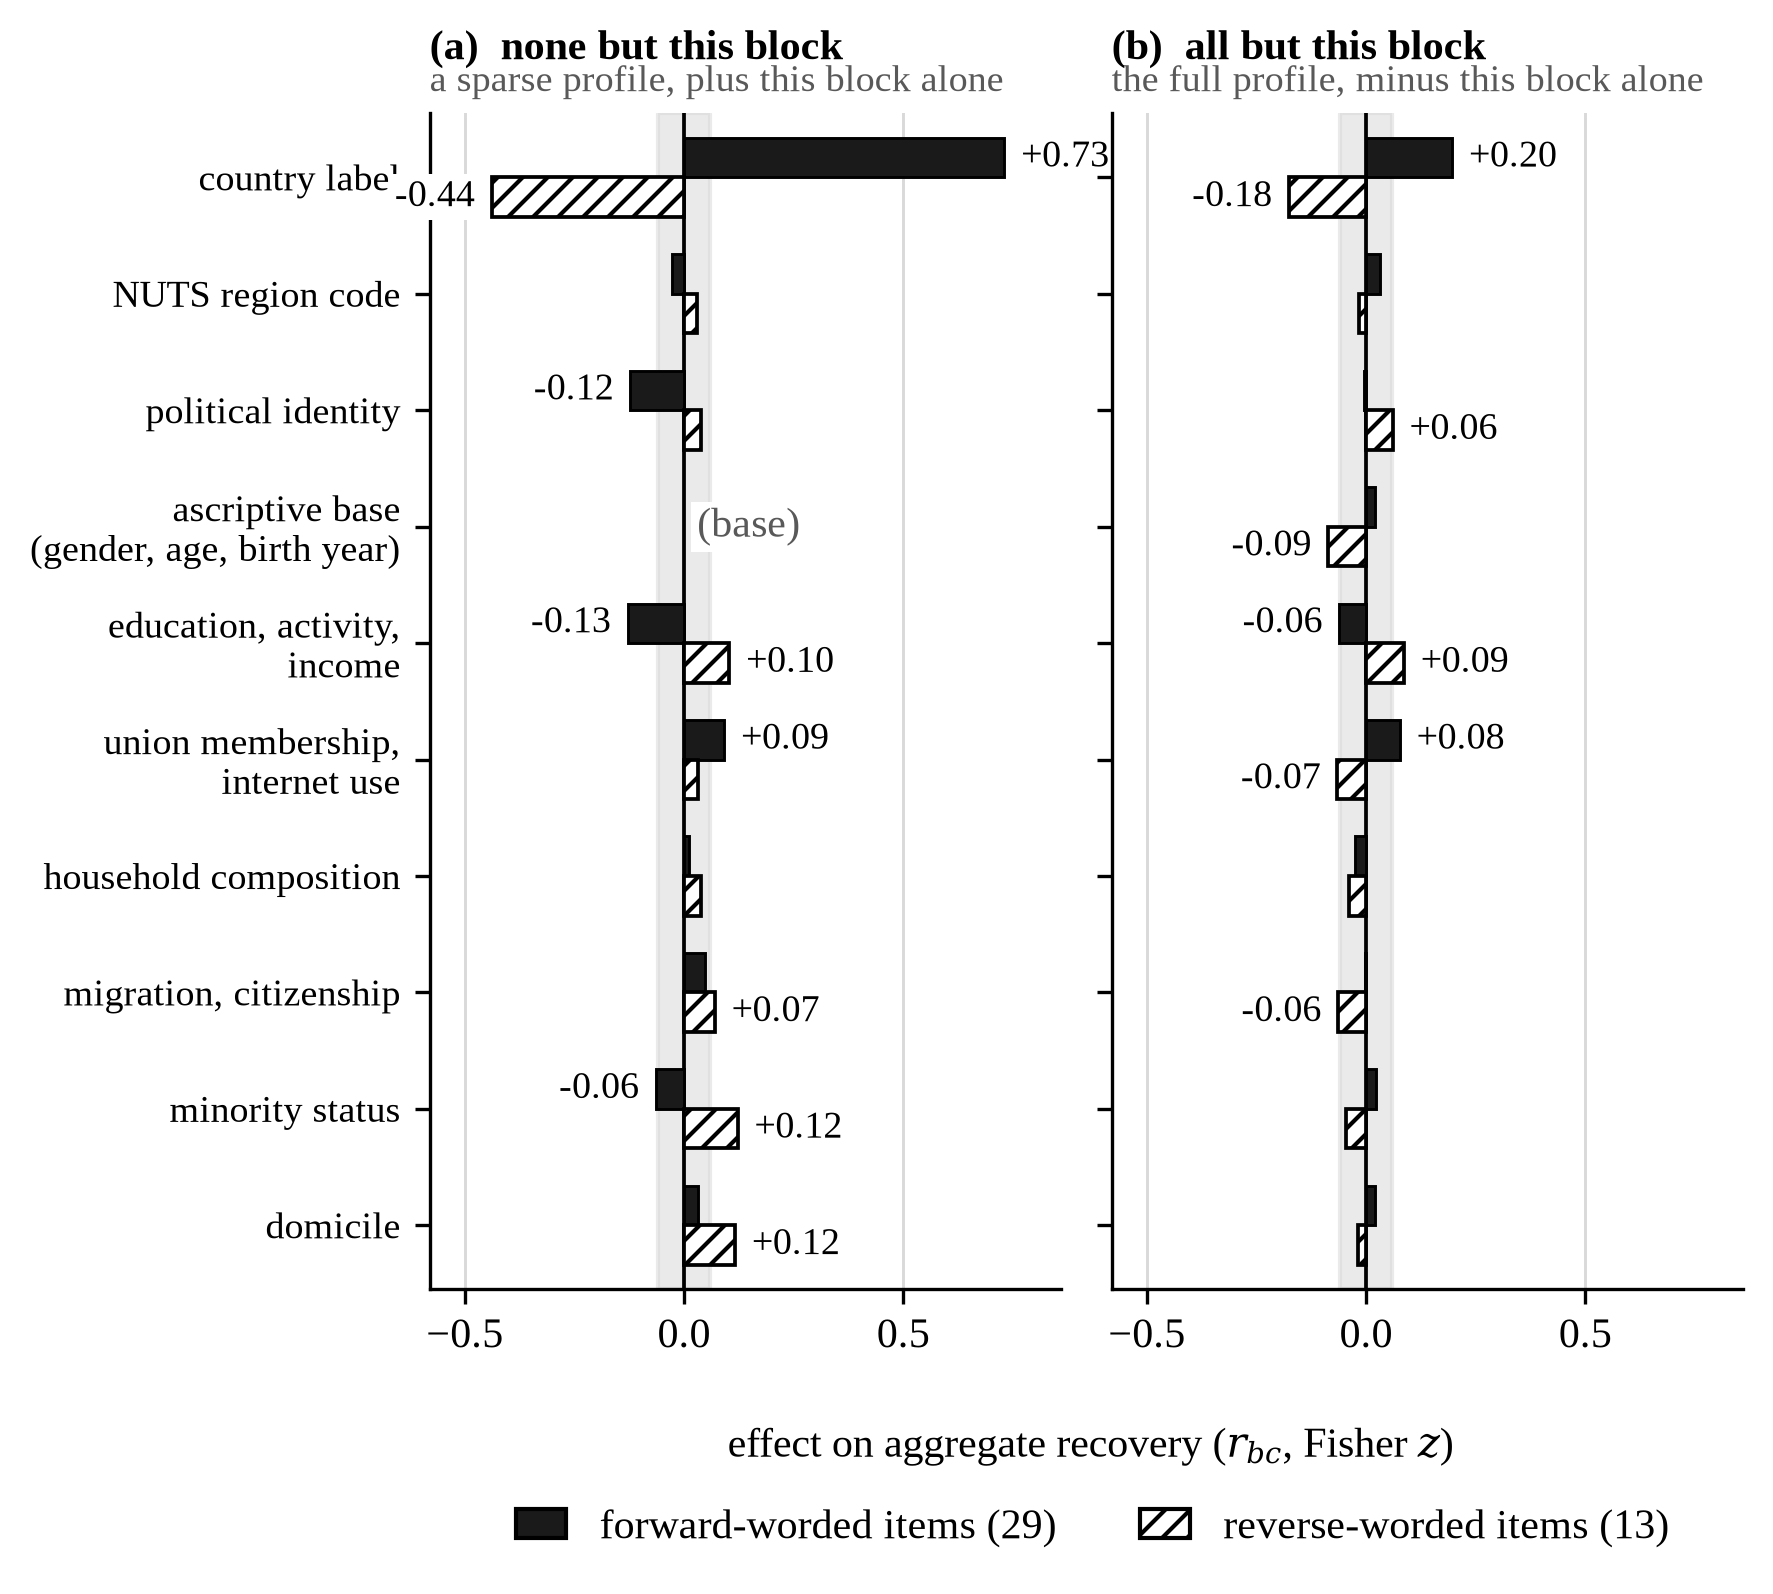 (a)  none but this block
a sparse profile, plus this block alone
(b)  all but this block
the full profile, minus this block alone
country label
+0.73
-0.44
+0.20
-0.18
NUTS region code
political identity
-0.12
+0.06
ascriptive base
(gender, age, birth year)
(base)
-0.09
education, activity,
income
-0.13
+0.10
-0.06
+0.09
union membership,
internet use
+0.09
+0.08
-0.07
household composition
migration, citizenship
+0.07
-0.06
minority status
-0.06
+0.12
domicile
+0.12
−0.5
0.0
0.5
−0.5
0.0
0.5
effect on aggregate recovery (r_bc, Fisher z)
forward-worded items (29)
reverse-worded items (13)